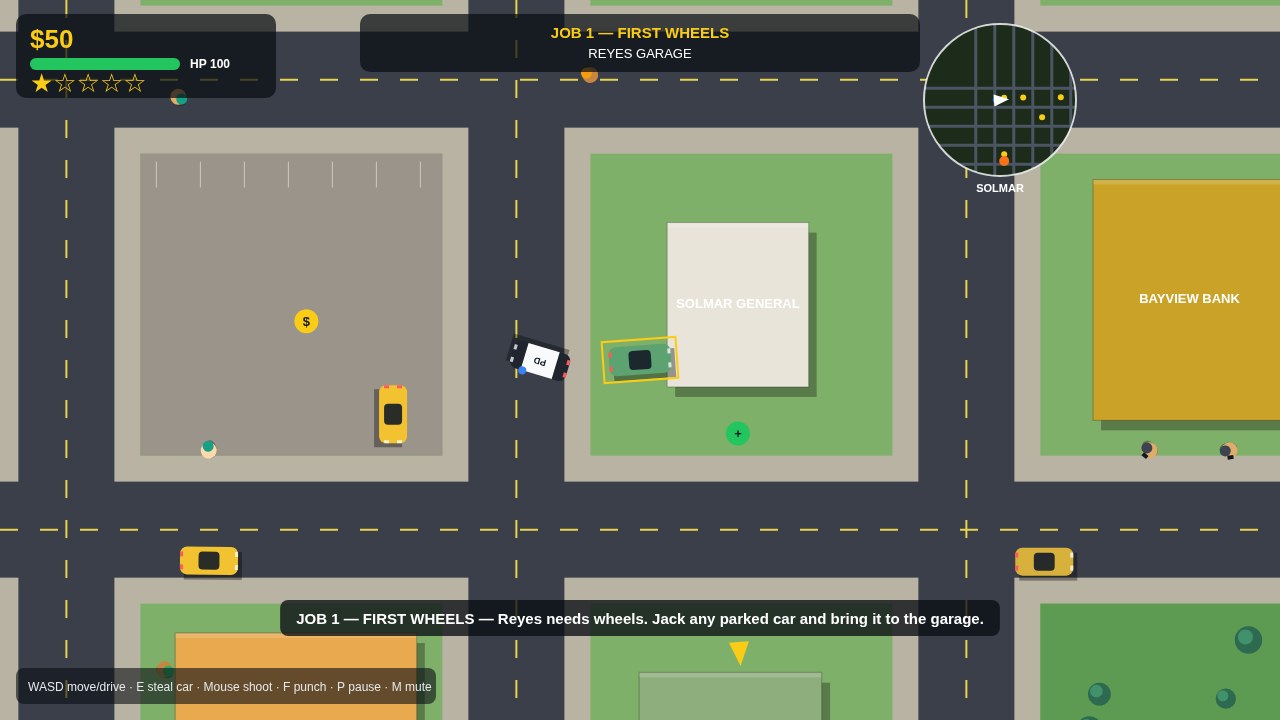 $50
HP 100
★☆☆☆☆
JOB 1 — FIRST WHEELS
REYES GARAGE
SOLMAR
SOLMAR GENERAL
BAYVIEW BANK
$
PD
+
JOB 1 — FIRST WHEELS — Reyes needs wheels. Jack any parked car and bring it to the garage.
WASD move/drive · E steal car · Mouse shoot · F punch · P pause · M mute